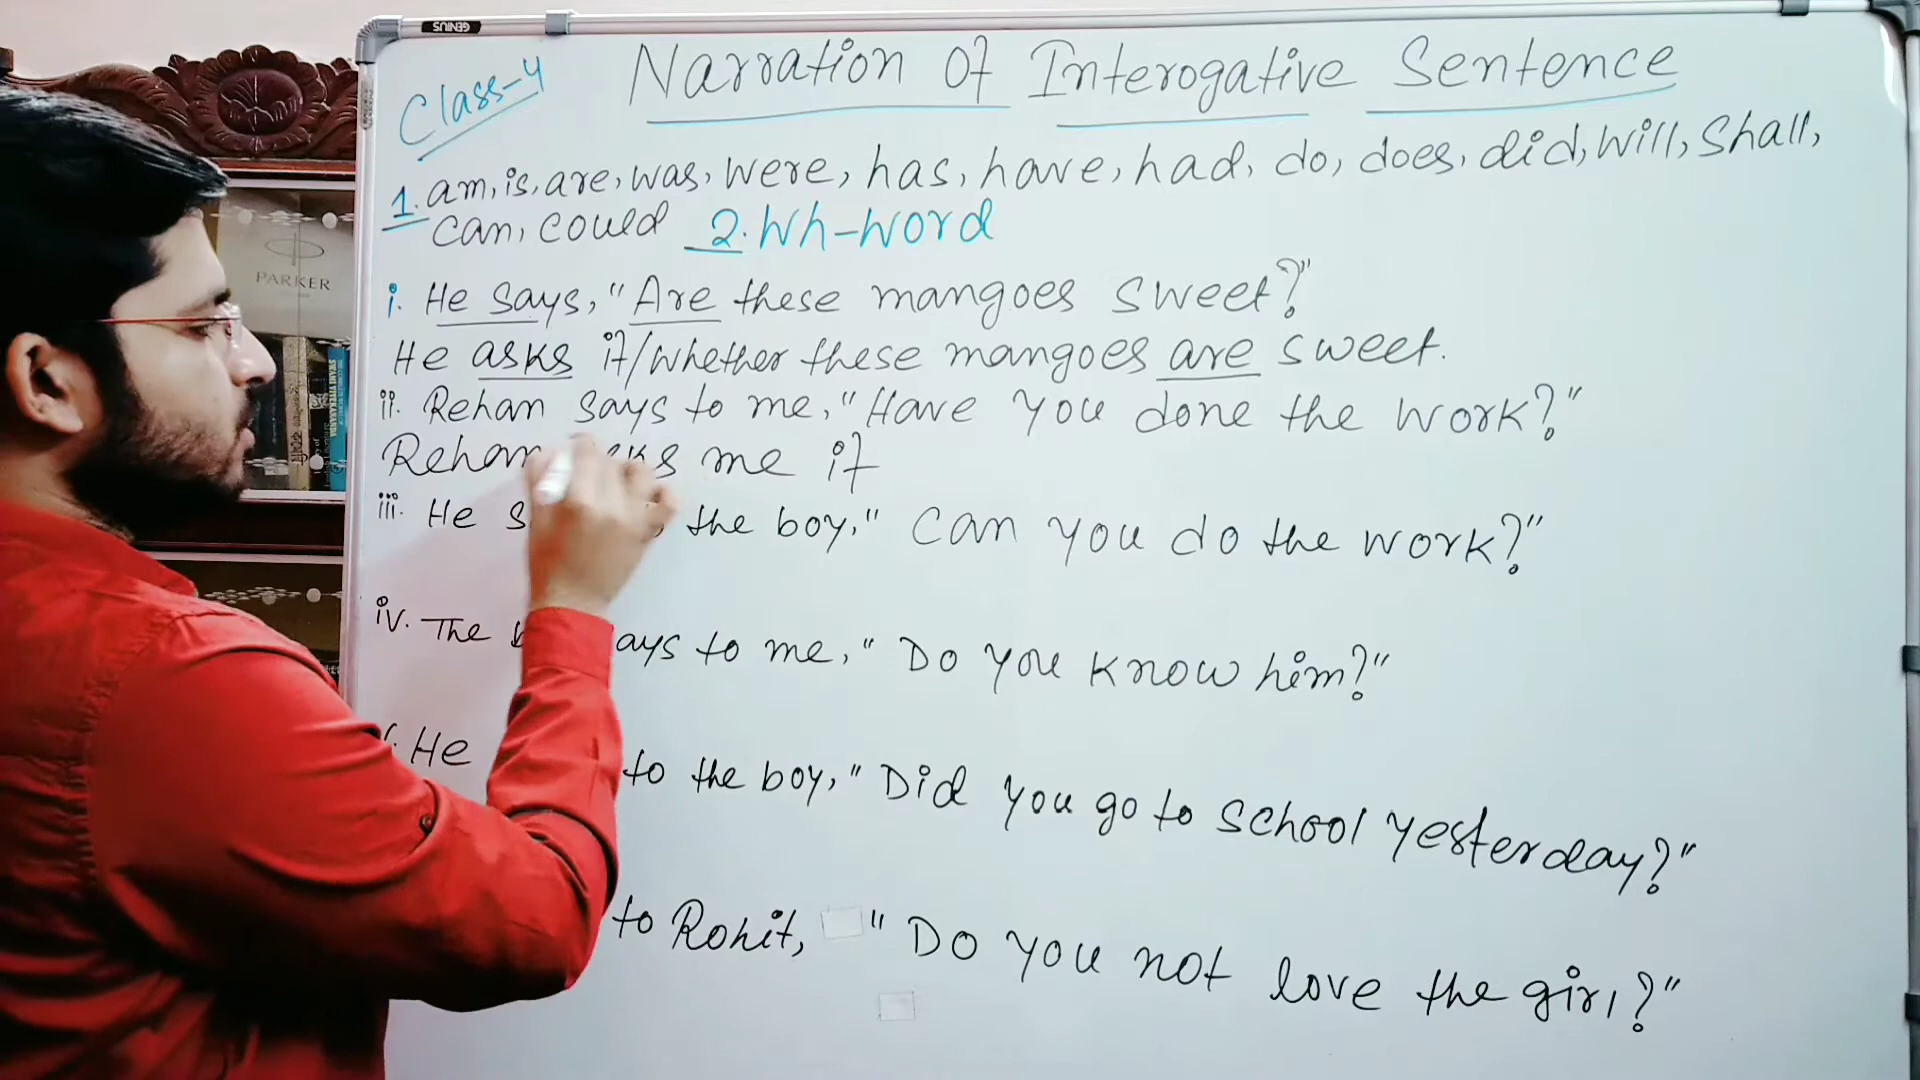 GENIUS
Class-4 Narration of Interogative Sentence
1. am, is, are, was, were, has, have, had, do, does, did, will, shall,
can, could 2. Wh-word
PARKER
i. He says, "Are these mangoes sweet?"
He asks if/whether these mangoes are sweet.
ii. Rehan says to me, "Have you done the work?"
Rehan asks me if
iii. He the boy, "Can you do the work?"
iv. The to me, "Do you know him?"
He to the boy, "Did you go to school yesterday?"
to Rohit, "Do you not love the girl?"
SWAMI VIVEKANANDA